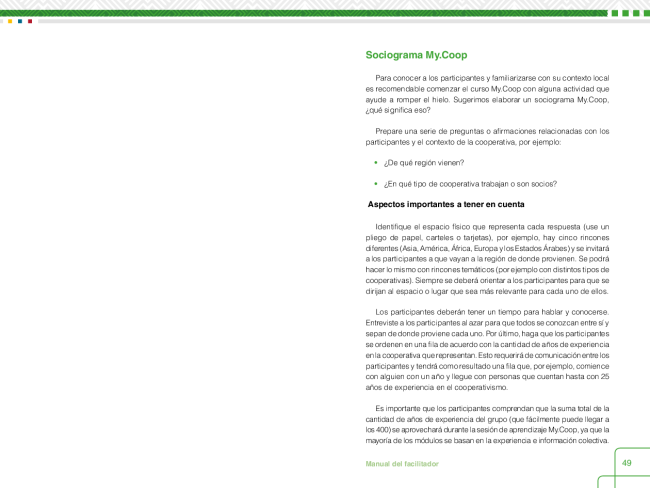 Sociograma My.Coop
Para conocer a los participantes y familiarizarse con su contexto local
es recomendable comenzar el curso My.Coop con alguna actividad que
ayude a romper el hielo. Sugerimos elaborar un sociograma My.Coop,
¿qué significa eso?
Prepare una serie de preguntas o afirmaciones relacionadas con los
participantes y el contexto de la cooperativa, por ejemplo:
• ¿De qué región vienen?
• ¿En qué tipo de cooperativa trabajan o son socios?
Aspectos importantes a tener en cuenta
Identifique el espacio físico que representa cada respuesta (use un
pliego de papel, carteles o tarjetas), por ejemplo, hay cinco rincones
diferentes (Asia, América, África, Europa y los Estados Árabes) y se invitará
a los participantes a que vayan a la región de donde provienen. Se podrá
hacer lo mismo con rincones temáticos (por ejemplo con distintos tipos de
cooperativas). Siempre se deberá orientar a los participantes para que se
dirijan al espacio o lugar que sea más relevante para cada uno de ellos.
Los participantes deberán tener un tiempo para hablar y conocerse.
Entreviste a los participantes al azar para que todos se conozcan entre sí y
sepan de donde proviene cada uno. Por último, haga que los participantes
se ordenen en una fila de acuerdo con la cantidad de años de experiencia
en la cooperativa que representan. Esto requerirá de comunicación entre los
participantes y tendrá como resultado una fila que, por ejemplo, comience
con alguien con un año y llegue con personas que cuentan hasta con 25
años de experiencia en el cooperativismo.
Es importante que los participantes comprendan que la suma total de la
cantidad de años de experiencia del grupo (que fácilmente puede llegar a
los 400) se aprovechará durante la sesión de aprendizaje My.Coop, ya que la
mayoría de los módulos se basan en la experiencia e información colectiva.
Manual del facilitador
49